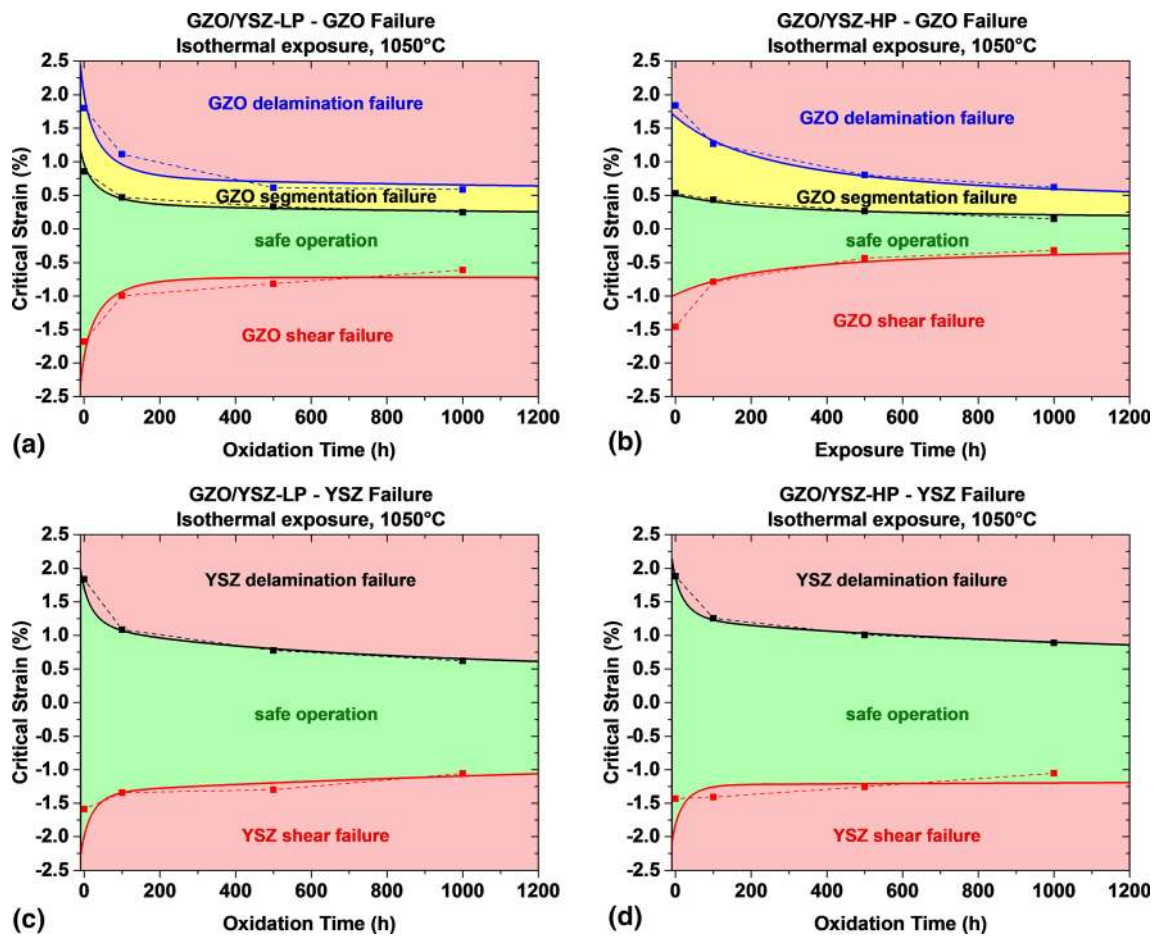 GZO/YSZ-LP - GZO Failure
Isothermal exposure, 1050°C
2.5
2.0
1.5
1.0
0.5
0.0
-0.5
-1.0
-1.5
-2.0
-2.5
Critical Strain (%)
GZO delamination failure
GZO segmentation failure
safe operation
GZO shear failure
0 200 400 600 800 1000 1200
(a) Oxidation Time (h)
GZO/YSZ-HP - GZO Failure
Isothermal exposure, 1050°C
2.5
2.0
1.5
1.0
0.5
0.0
-0.5
-1.0
-1.5
-2.0
-2.5
Critical Strain (%)
GZO delamination failure
GZO segmentation failure
safe operation
GZO shear failure
0 200 400 600 800 1000 1200
(b) Exposure Time (h)
GZO/YSZ-LP - YSZ Failure
Isothermal exposure, 1050°C
2.5
2.0
1.5
1.0
0.5
0.0
-0.5
-1.0
-1.5
-2.0
-2.5
Critical Strain (%)
YSZ delamination failure
safe operation
YSZ shear failure
0 200 400 600 800 1000 1200
(c) Oxidation Time (h)
GZO/YSZ-HP - YSZ Failure
Isothermal exposure, 1050°C
2.5
2.0
1.5
1.0
0.5
0.0
-0.5
-1.0
-1.5
-2.0
-2.5
Critical Strain (%)
YSZ delamination failure
safe operation
YSZ shear failure
0 200 400 600 800 1000 1200
(d) Oxidation Time (h)